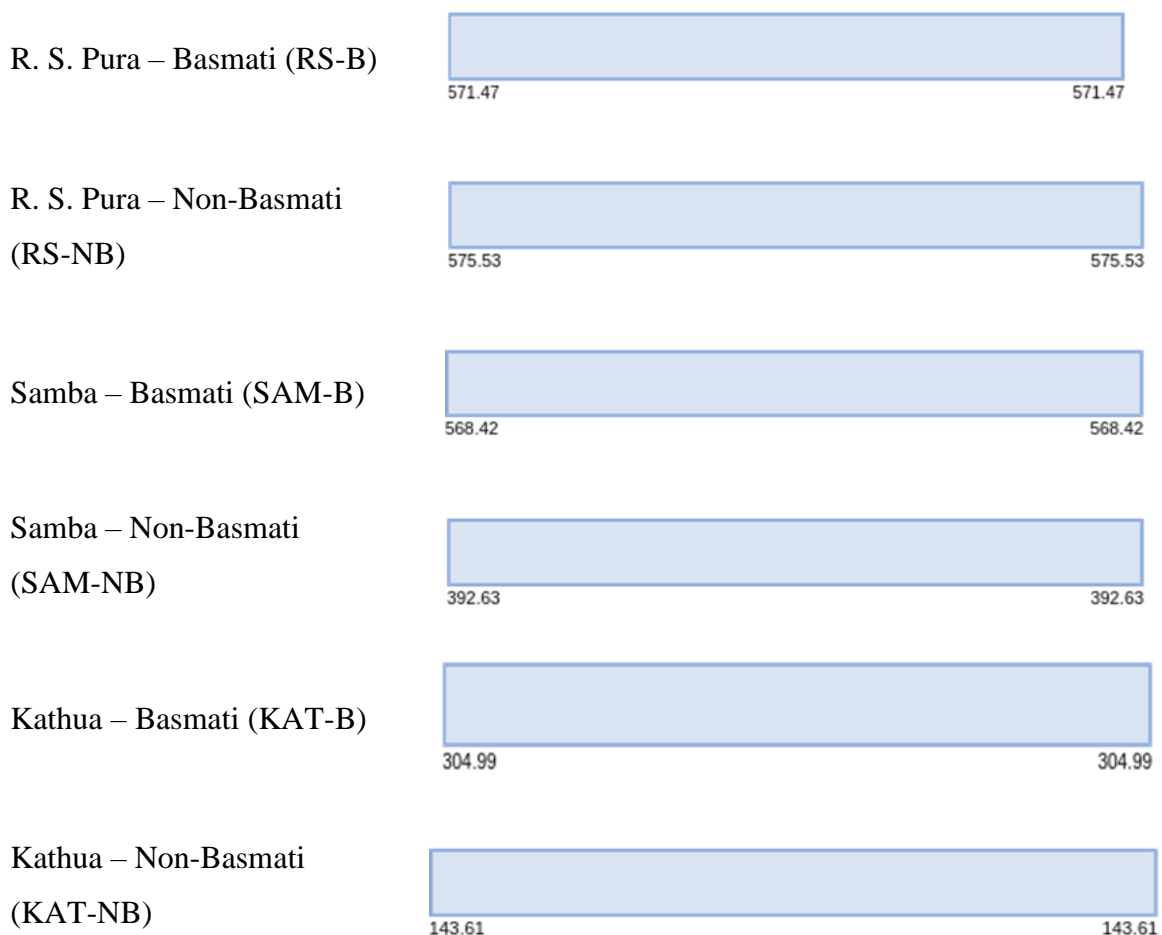 R. S. Pura – Basmati (RS-B)
571.47 571.47
R. S. Pura – Non-Basmati
(RS-NB)
575.53 575.53
Samba – Basmati (SAM-B)
568.42 568.42
Samba – Non-Basmati
(SAM-NB)
392.63 392.63
Kathua – Basmati (KAT-B)
304.99 304.99
Kathua – Non-Basmati
(KAT-NB)
143.61 143.61